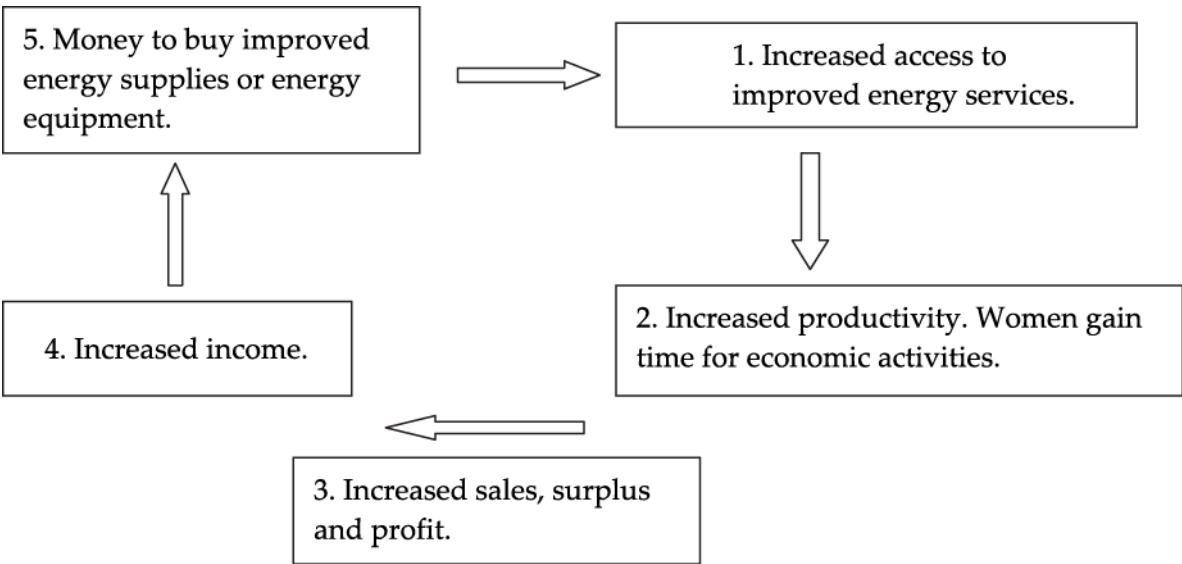 5. Money to buy improved
energy supplies or energy
equipment.
1. Increased access to
improved energy services.
2. Increased productivity. Women gain
time for economic activities.
4. Increased income.
3. Increased sales, surplus
and profit.